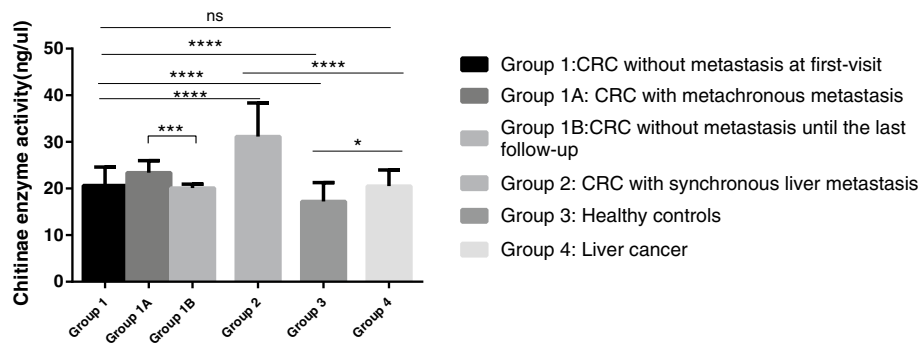 ns
****
****
****
****
***
*
Chitinae enzyme activity(ng/ul)
50
40
30
20
10
0
Group 1
Group 1A
Group 1B
Group 2
Group 3
Group 4
Group 1:CRC without metastasis at first-visit
Group 1A: CRC with metachronous metastasis
Group 1B:CRC without metastasis until the last
follow-up
Group 2: CRC with synchronous liver metastasis
Group 3: Healthy controls
Group 4: Liver cancer